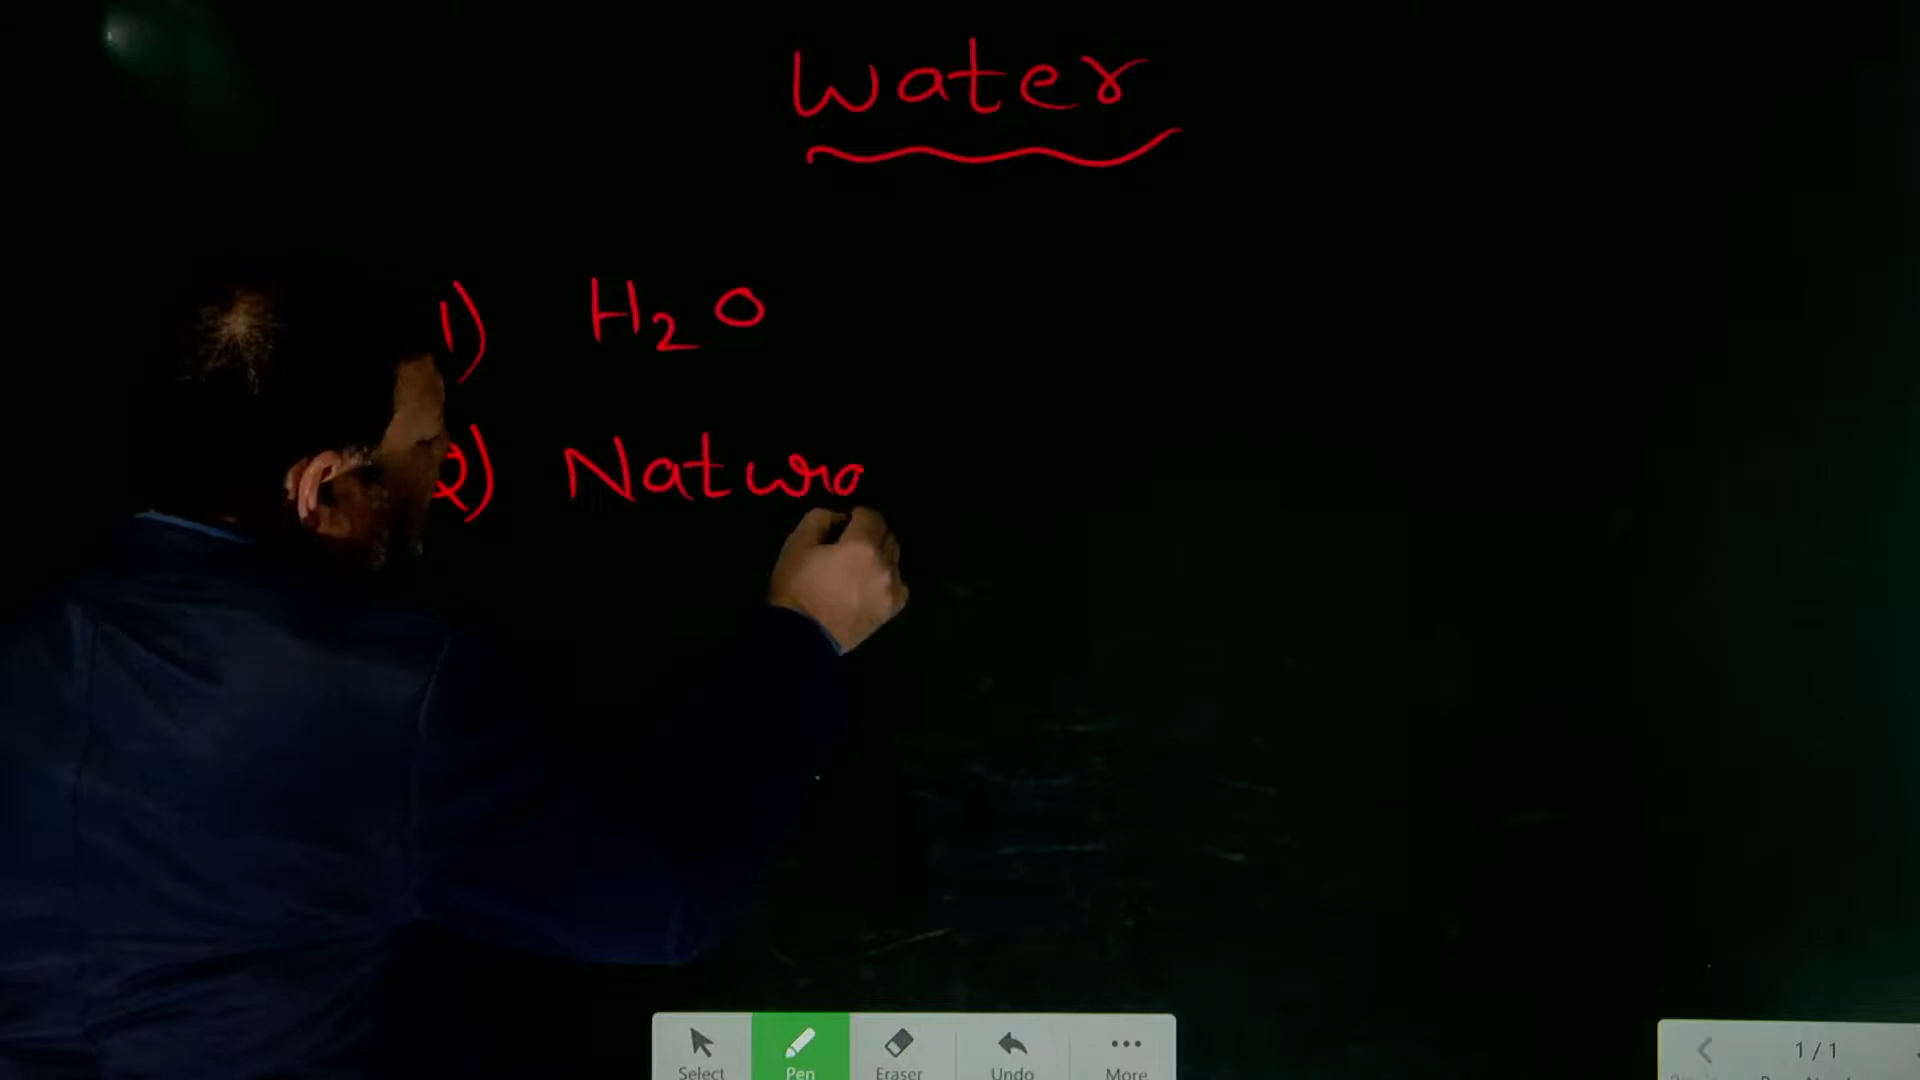 Water
1) H₂O
2) Natura
Select Pen Eraser Undo More
1 / 1